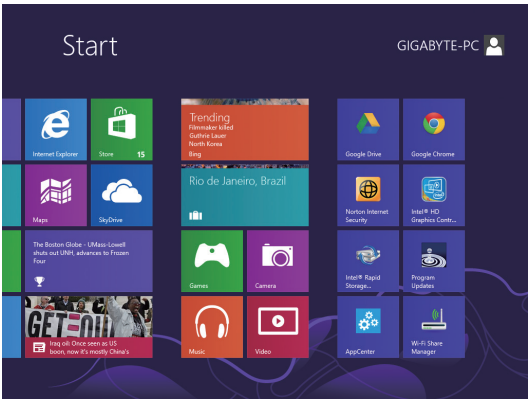 Start
GIGABYTE-PC
Internet Explorer
Store
15
Trending
Filmmaker killed
Guthrie Lauer
North Korea
Bing
Google Drive
Google Chrome
Maps
SkyDrive
Rio de Janeiro, Brazil
Norton Internet
Security
Intel® HD
Graphics Contr...
The Boston Globe - UMass-Lowell
shuts out UNH, advances to Frozen
Four
Games
Camera
Intel® Rapid
Storage...
Program
Updates
GET OUT
Iraq oil: Once seen as US
boon, now it's mostly China's
Music
Video
AppCenter
Wi-Fi Share
Manager